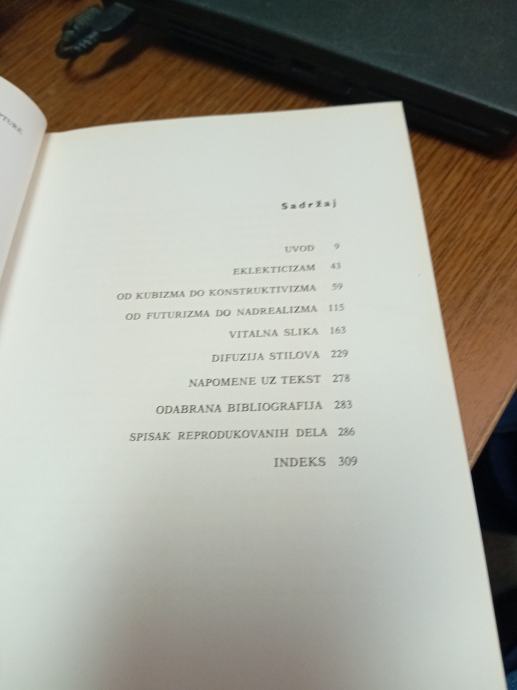 Sadržaj
UVOD 9
EKLEKTICIZAM 43
OD KUBIZMA DO KONSTRUKTIVIZMA 59
OD FUTURIZMA DO NADREALIZMA 115
VITALNA SLIKA 163
DIFUZIJA STILOVA 229
NAPOMENE UZ TEKST 278
ODABRANA BIBLIOGRAFIJA 283
SPISAK REPRODUKOVANIH DELA 286
INDEKS 309